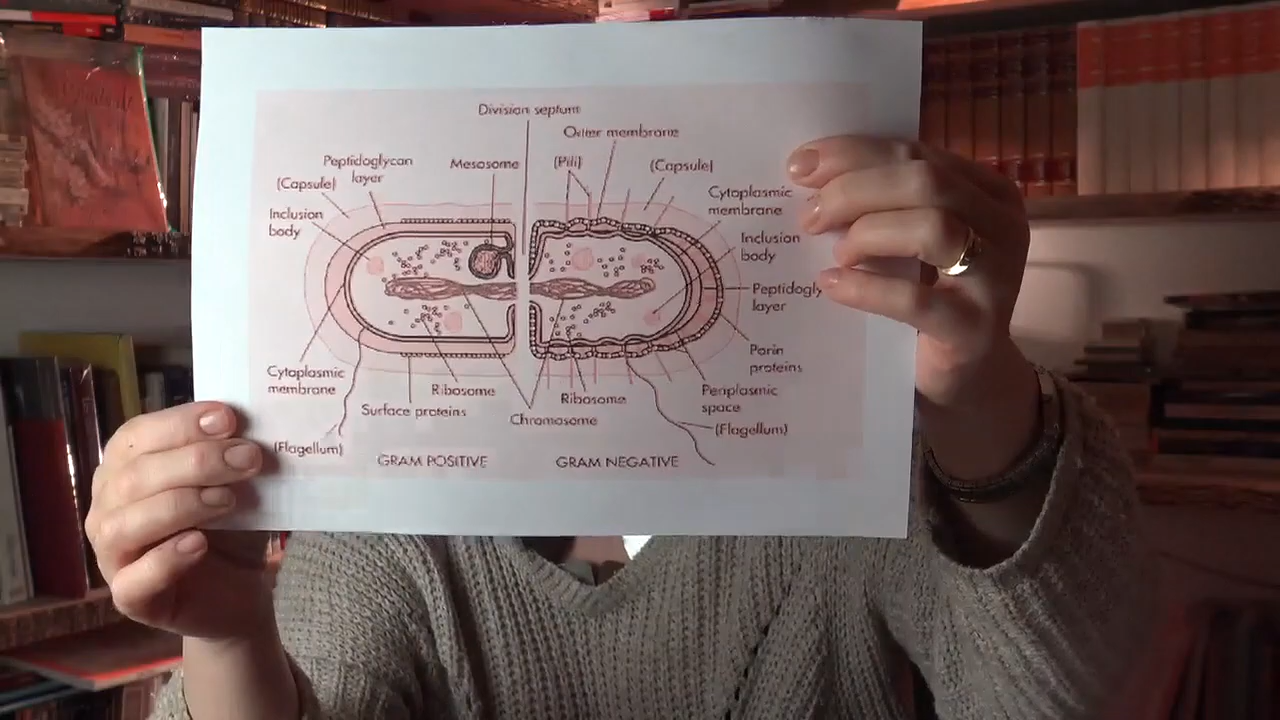 Division septum
Outer membrane
Peptidoglycan
layer
Mesosome
(Pili)
(Capsule)
(Capsule)
Cytoplasmic
membrane
Inclusion
body
Inclusion
body
Peptidogly
layer
Porin
proteins
Cytoplasmic
membrane
Ribosome
Ribosome
Periplasmic
space
Surface proteins
Chromosome
(Flagellum)
(Flagellum)
GRAM POSITIVE
GRAM NEGATIVE